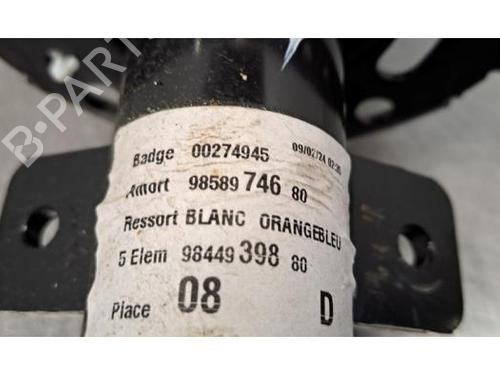 B-PARTS
Badge 00274945
09/02/24 02:35
Amort 98589 746 80
Ressort BLANC ORANGEBLEU
5 Elem 98449 398 80
Place 08 D